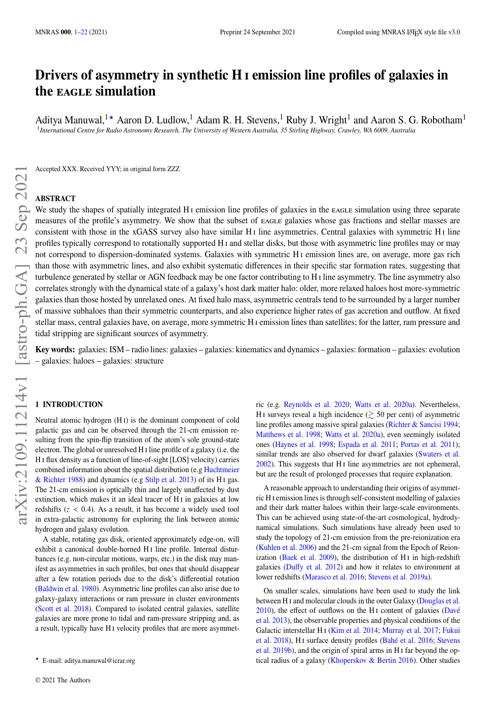 MNRAS 000, 1–22 (2021)
Preprint 24 September 2021
Compiled using MNRAS LATEX style file v3.0
Drivers of asymmetry in synthetic H I emission line profiles of galaxies in
the EAGLE simulation
Aditya Manuwal,1★ Aaron D. Ludlow,1 Adam R. H. Stevens,1 Ruby J. Wright1 and Aaron S. G. Robotham1
1International Centre for Radio Astronomy Research, The University of Western Australia, 35 Stirling Highway, Crawley, WA 6009, Australia
Accepted XXX. Received YYY; in original form ZZZ
ABSTRACT
We study the shapes of spatially integrated H I emission line profiles of galaxies in the EAGLE simulation using three separate
measures of the profile's asymmetry. We show that the subset of EAGLE galaxies whose gas fractions and stellar masses are
consistent with those in the xGASS survey also have similar H I line asymmetries. Central galaxies with symmetric H I line
profiles typically correspond to rotationally supported H I and stellar disks, but those with asymmetric line profiles may or may
not correspond to dispersion-dominated systems. Galaxies with symmetric H I emission lines are, on average, more gas rich
than those with asymmetric lines, and also exhibit systematic differences in their specific star formation rates, suggesting that
turbulence generated by stellar or AGN feedback may be one factor contributing to H I line asymmetry. The line asymmetry also
correlates strongly with the dynamical state of a galaxy's host dark matter halo: older, more relaxed haloes host more-symmetric
galaxies than those hosted by unrelaxed ones. At fixed halo mass, asymmetric centrals tend to be surrounded by a larger number
of massive subhaloes than their symmetric counterparts, and also experience higher rates of gas accretion and outflow. At fixed
stellar mass, central galaxies have, on average, more symmetric H I emission lines than satellites; for the latter, ram pressure and
tidal stripping are significant sources of asymmetry.
Key words: galaxies: ISM – radio lines: galaxies – galaxies: kinematics and dynamics – galaxies: formation – galaxies: evolution
– galaxies: haloes – galaxies: structure
1 INTRODUCTION
Neutral atomic hydrogen (H I) is the dominant component of cold
galactic gas and can be observed through the 21-cm emission re-
sulting from the spin-flip transition of the atom's sole ground-state
electron. The global or unresolved H I line profile of a galaxy (i.e. the
H I flux density as a function of line-of-sight [LOS] velocity) carries
combined information about the spatial distribution (e.g Huchtmeier
& Richter 1988) and dynamics (e.g Stilp et al. 2013) of its H I gas.
The 21-cm emission is optically thin and largely unaffected by dust
extinction, which makes it an ideal tracer of H I in galaxies at low
redshifts (z < 0.4). As a result, it has become a widely used tool
in extra-galactic astronomy for exploring the link between atomic
hydrogen and galaxy evolution.
A stable, rotating gas disk, oriented approximately edge-on, will
exhibit a canonical double-horned H I line profile. Internal distur-
bances (e.g. non-circular motions, warps, etc.) in the disk may man-
ifest as asymmetries in such profiles, but ones that should disappear
after a few rotation periods due to the disk's differential rotation
(Baldwin et al. 1980). Asymmetric line profiles can also arise due to
galaxy-galaxy interactions or ram pressure in cluster environments
(Scott et al. 2018). Compared to isolated central galaxies, satellite
galaxies are more prone to tidal and ram-pressure stripping and, as
a result, typically have H I velocity profiles that are more asymmet-
★ E-mail: aditya.manuwal@icrar.org
© 2021 The Authors
ric (e.g. Reynolds et al. 2020; Watts et al. 2020a). Nevertheless,
H I surveys reveal a high incidence (≳ 50 per cent) of asymmetric
line profiles among massive spiral galaxies (Richter & Sancisi 1994;
Matthews et al. 1998; Watts et al. 2020a), even seemingly isolated
ones (Haynes et al. 1998; Espada et al. 2011; Portas et al. 2011);
similar trends are also observed for dwarf galaxies (Swaters et al.
2002). This suggests that H I line asymmetries are not ephemeral,
but are the result of prolonged processes that require explanation.
A reasonable approach to understanding their origins of asymmet-
ric H I emission lines is through self-consistent modelling of galaxies
and their dark matter haloes within their large-scale environments.
This can be achieved using state-of-the-art cosmological, hydrody-
namical simulations. Such simulations have already been used to
study the topology of 21-cm emission from the pre-reionization era
(Kuhlen et al. 2006) and the 21-cm signal from the Epoch of Reion-
ization (Baek et al. 2009), the distribution of H I in high-redshift
galaxies (Duffy et al. 2012) and how it relates to environment at
lower redshifts (Marasco et al. 2016; Stevens et al. 2019a).
On smaller scales, simulations have been used to study the link
between H I and molecular clouds in the outer Galaxy (Douglas et al.
2010), the effect of outflows on the H I content of galaxies (Davé
et al. 2013), the observable properties and physical conditions of the
Galactic interstellar H I (Kim et al. 2014; Murray et al. 2017; Fukui
et al. 2018), H I surface density profiles (Bahé et al. 2016; Stevens
et al. 2019b), and the origin of spiral arms in H I far beyond the op-
tical radius of a galaxy (Khoperskov & Bertin 2016). Other studies
arXiv:2109.11214v1 [astro-ph.GA] 23 Sep 2021